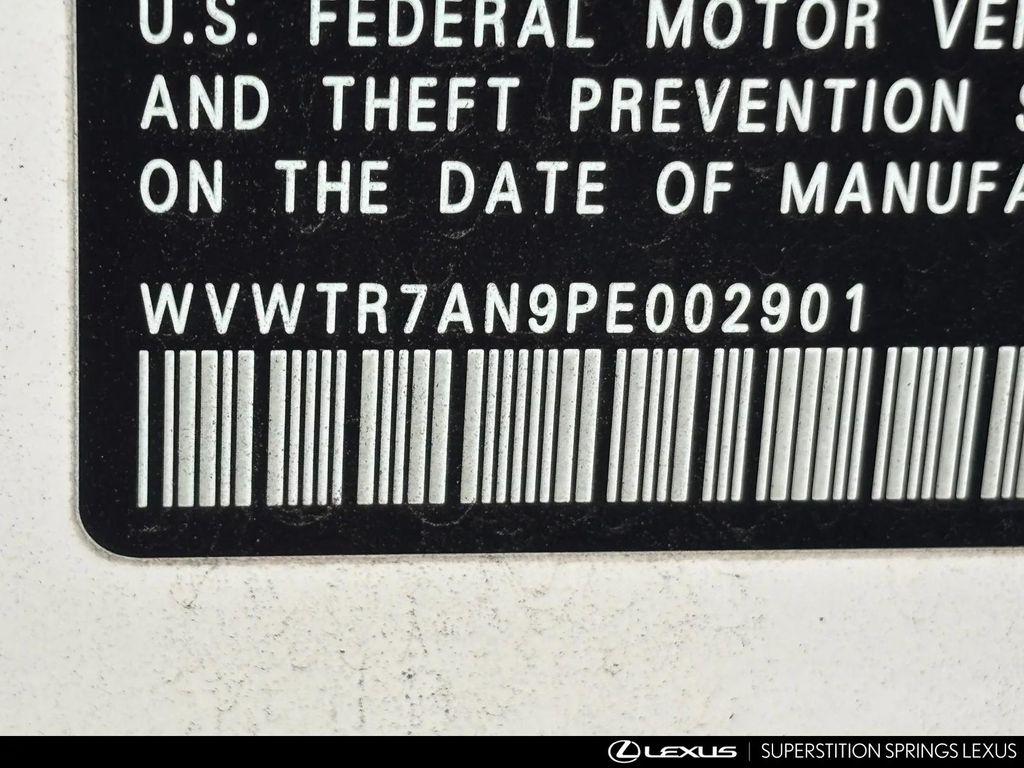 U.S. FEDERAL MOTOR VE
AND THEFT PREVENTION
ON THE DATE OF MANUFA
WVWTR7AN9PE002901
LEXUS | SUPERSTITION SPRINGS LEXUS